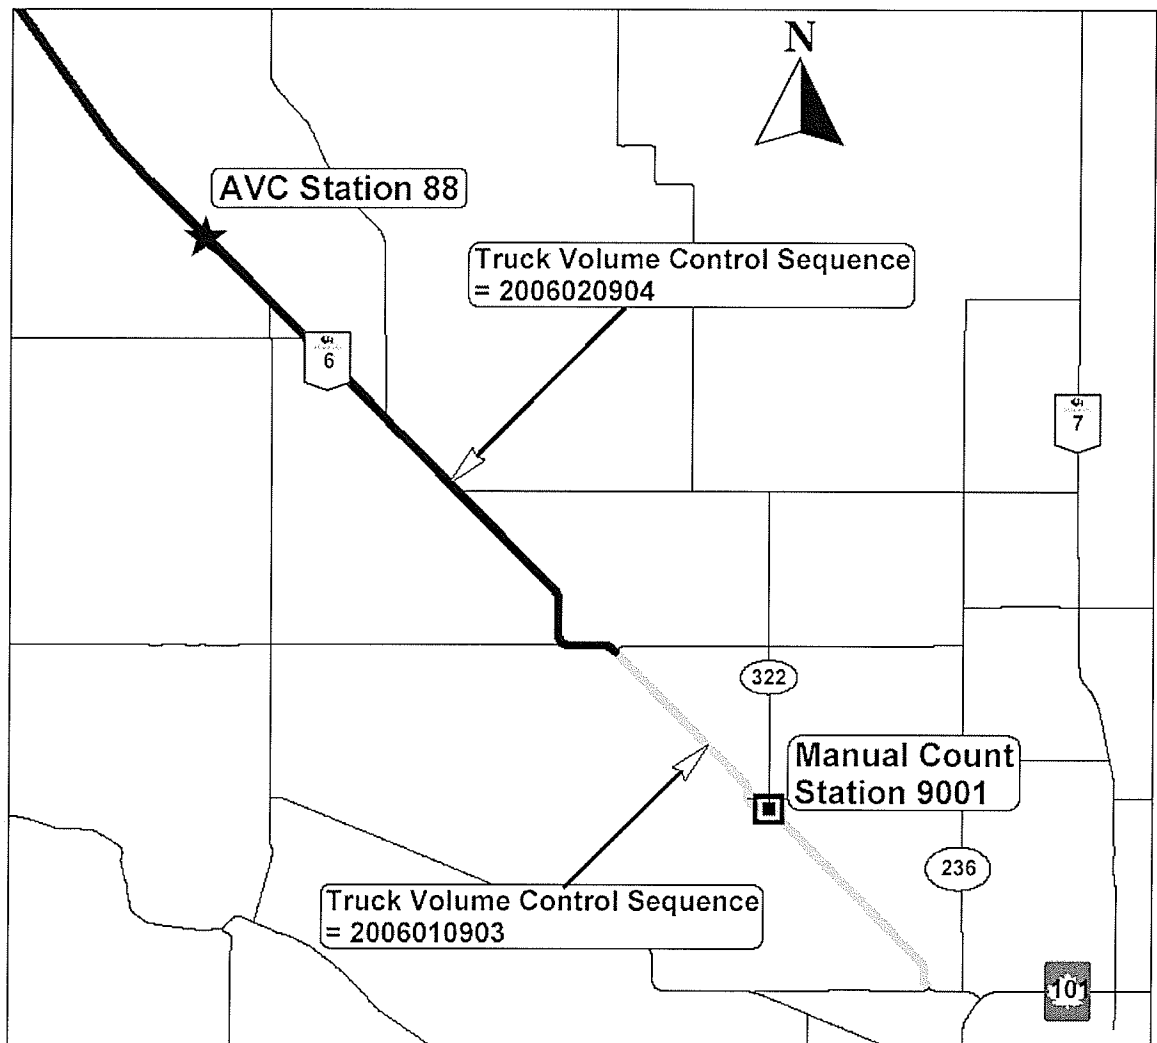 N
AVC Station 88
Truck Volume Control Sequence
= 2006020904
6
7
322
Manual Count
Station 9001
236
Truck Volume Control Sequence
= 2006010903
101